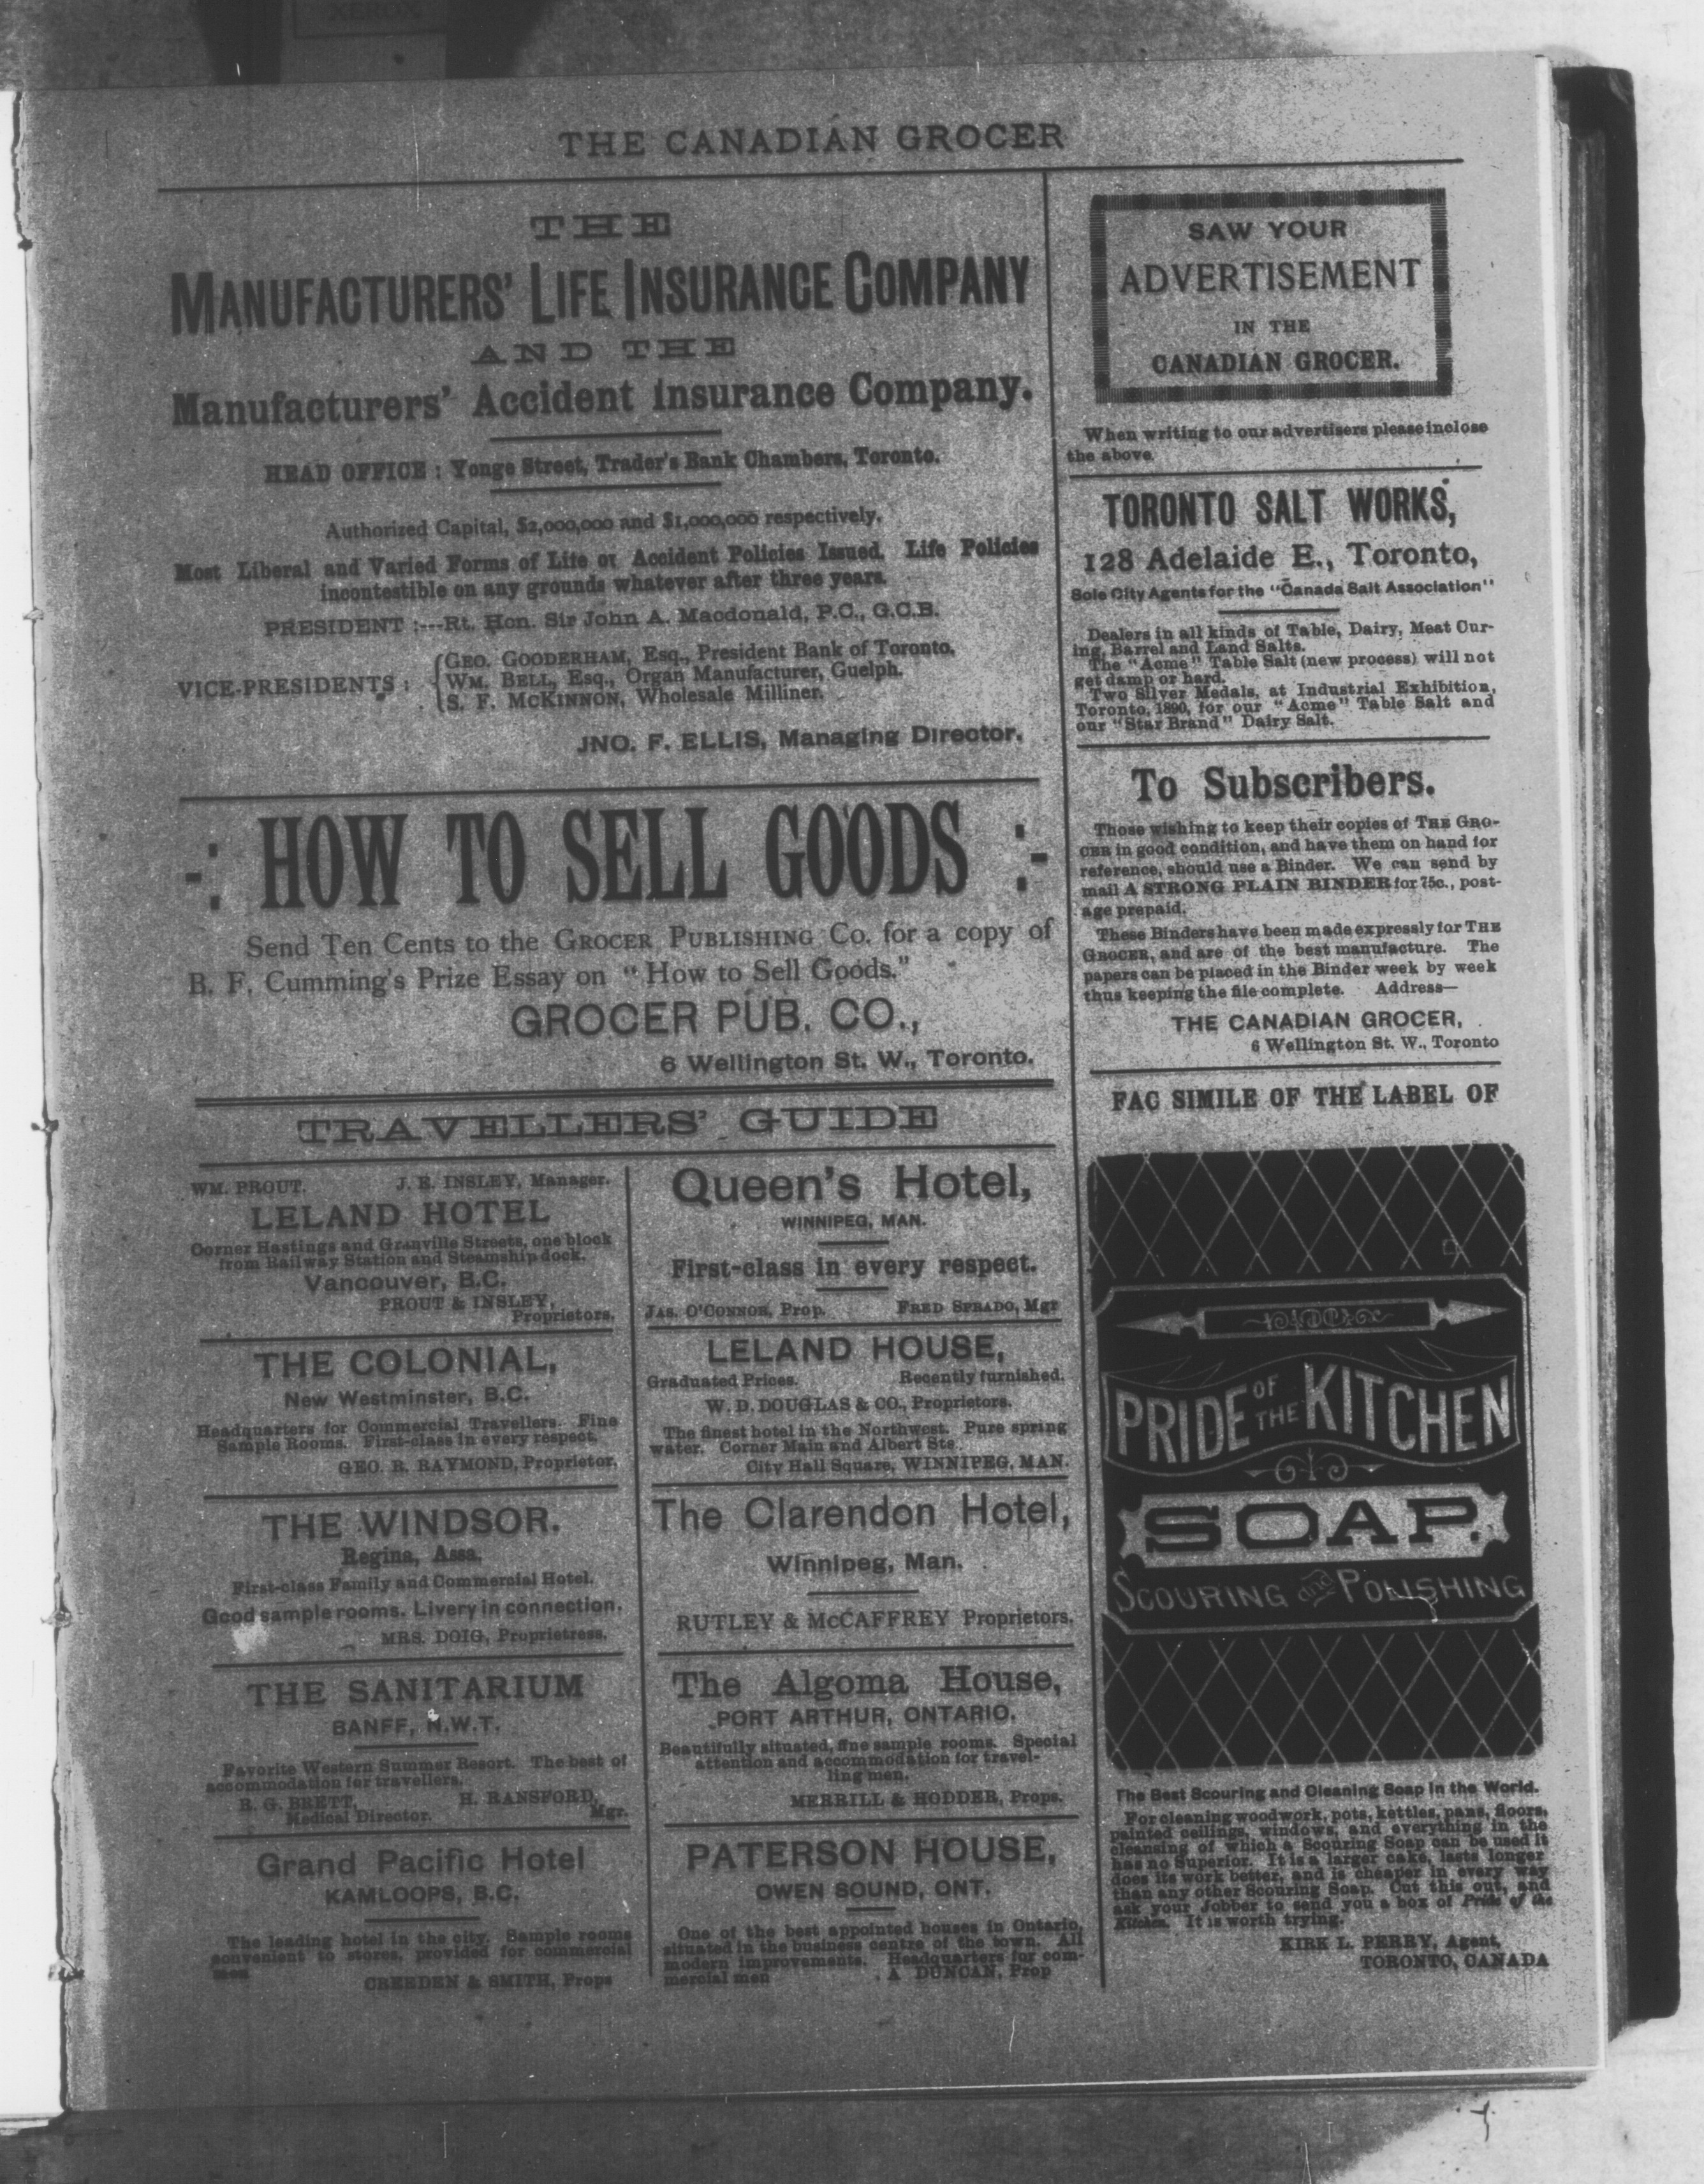 THE CANADIAN GROCER
THE
MANUFACTURERS' LIFE INSURANCE COMPANY
AND THE
Manufacturers' Accident Insurance Company.
HEAD OFFICE : Yonge Street, Trader's Bank Chambers, Toronto.
Authorized Capital, $2,000,000 and $1,000,000 respectively.
Most Liberal and Varied Forms of Life or Accident Policies Issued. Life Policies
incontestible on any grounds whatever after three years.
PRESIDENT :---Rt. Hon. Sir John A. Macdonald, P.C., G.C.B.
VICE-PRESIDENTS :
GEO. GOODERHAM, Esq., President Bank of Toronto.
WM. BELL, Esq., Organ Manufacturer, Guelph.
S. F. McKINNON, Wholesale Milliner.
JNO. F. ELLIS, Managing Director.
-: HOW TO SELL GOODS :-
Send Ten Cents to the GROCER PUBLISHING Co. for a copy of
B. F. Cumming's Prize Essay on "How to Sell Goods."
GROCER PUB. CO.,
6 Wellington St. W., Toronto.
TRAVELLERS' GUIDE
WM. PROUT. J. E. INSLEY, Manager.
LELAND HOTEL
Corner Hastings and Granville Streets, one block
from Railway Station and Steamship dock.
Vancouver, B.C.
PROUT & INSLEY,
Proprietors.
THE COLONIAL,
New Westminster, B.C.
Headquarters for Commercial Travellers. Fine
Sample Rooms. First-class in every respect.
GEO. R. RAYMOND, Proprietor.
THE WINDSOR.
Regina, Assa.
First-class Family and Commercial Hotel.
Good sample rooms. Livery in connection.
MRS. DOIG, Proprietress.
THE SANITARIUM
BANFF, N.W.T.
Favorite Western Summer Resort. The best of
accommodation for travellers.
R. G. BRETT, H. RANSFORD,
Medical Director. Mgr.
Grand Pacific Hotel
KAMLOOPS, B.C.
The leading hotel in the city. Sample rooms
convenient to stores, provided for commercial
men
CREEDEN & SMITH, Props
Queen's Hotel,
WINNIPEG, MAN.
First-class in every respect.
JAS. O'CONNOR, Prop. FRED SPRADO, Mgr
LELAND HOUSE,
Graduated Prices. Recently furnished.
W. D. DOUGLAS & CO., Proprietors.
The finest hotel in the Northwest. Pure spring
water. Corner Main and Albert Sts.
City Hall Square, WINNIPEG, MAN.
The Clarendon Hotel,
Winnipeg, Man.
RUTLEY & McCAFFREY Proprietors.
The Algoma House,
PORT ARTHUR, ONTARIO.
Beautifully situated, fine sample rooms. Special
attention and accommodation for travel-
ling men.
MERRILL & HODDER, Props.
PATERSON HOUSE,
OWEN SOUND, ONT.
One of the best appointed houses in Ontario,
situated in the business centre of the town. All
modern improvements. Headquarters for com-
mercial men A DUNCAN, Prop
SAW YOUR
ADVERTISEMENT
IN THE
CANADIAN GROCER.
When writing to our advertisers please inclose
the above.
TORONTO SALT WORKS,
128 Adelaide E., Toronto,
Sole City Agents for the "Canada Salt Association"
Dealers in all kinds of Table, Dairy, Meat Cur-
ing, Barrel and Land Salts.
The "Acme" Table Salt (new process) will not
get damp or hard.
Two Silver Medals, at Industrial Exhibition,
Toronto, 1890, for our "Acme" Table Salt and
our "Star Brand" Dairy Salt.
To Subscribers.
Those wishing to keep their copies of THE GRO-
CER in good condition, and have them on hand for
reference, should use a Binder. We can send by
mail A STRONG PLAIN BINDER for 75c., post-
age prepaid.
These Binders have been made expressly for THE
GROCER, and are of the best manufacture. The
papers can be placed in the Binder week by week
thus keeping the file complete. Address—
THE CANADIAN GROCER,
6 Wellington St. W., Toronto
FAC SIMILE OF THE LABEL OF
PRIDE OF THE KITCHEN
SOAP.
SCOURING and POLISHING
The Best Scouring and Cleaning Soap in the World.
For cleaning woodwork, pots, kettles, pans, floors,
painted ceilings, windows, and everything in the
cleansing of which a Scouring Soap can be used it
has no Superior. It is a larger cake, lasts longer
does its work better, and is cheaper in every way
than any other Scouring Soap. Cut this out, and
ask your Jobber to send you a box of Pride of the
Kitchen. It is worth trying.
KIRK L. PERRY, Agent,
TORONTO, CANADA
XEROX